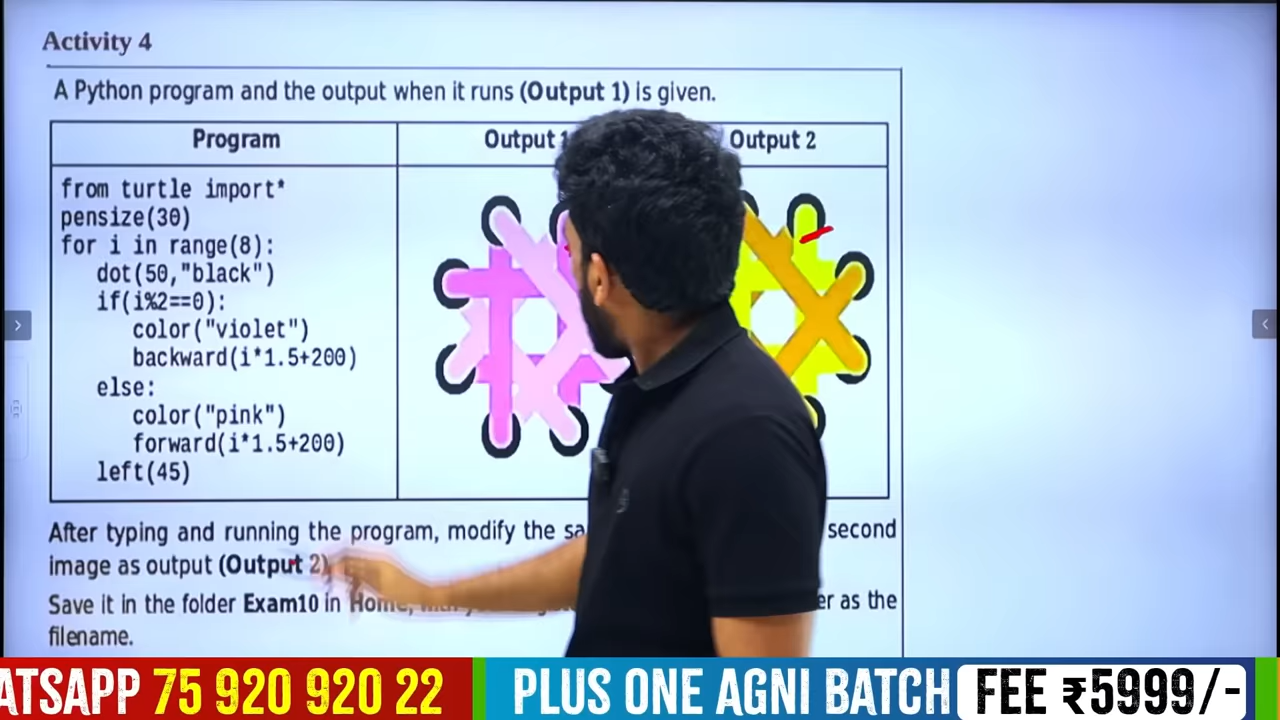 Activity 4
A Python program and the output when it runs (Output 1) is given.
Program
Output 1
Output 2
from turtle import*
pensize(30)
for i in range(8):
dot(50,"black")
if(i%2==0):
color("violet")
backward(i*1.5+200)
else:
color("pink")
forward(i*1.5+200)
left(45)
After typing and running the program, modify the second
image as output (Output 2)
Save it in the folder Exam10 in Home, as the
filename.
ATSAPP 75 920 920 22
PLUS ONE AGNI BATCH
FEE ₹5999/-